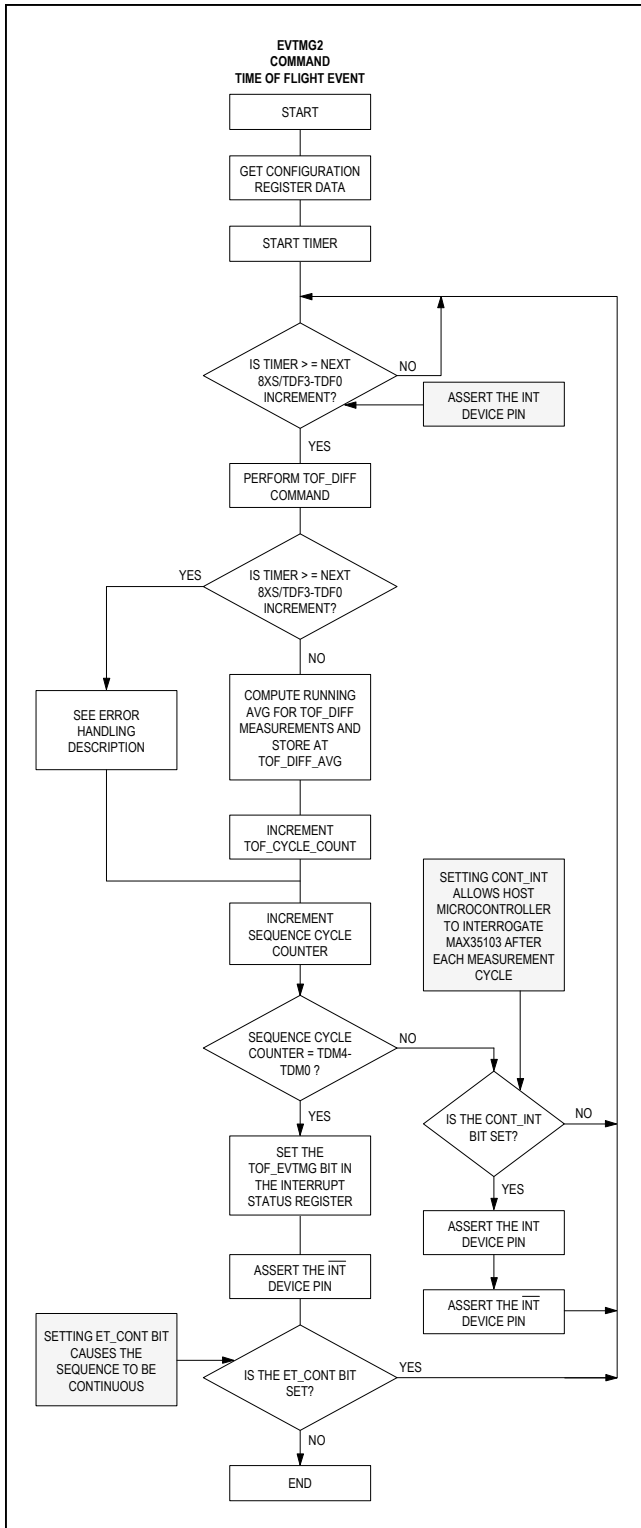 EVTMG2
COMMAND
TIME OF FLIGHT EVENT
START
GET CONFIGURATION
REGISTER DATA
START TIMER
IS TIMER > = NEXT
8XS/TDF3-TDF0
INCREMENT?
NO
ASSERT THE INT
DEVICE PIN
YES
PERFORM TOF_DIFF
COMMAND
YES
IS TIMER > = NEXT
8XS/TDF3-TDF0
INCREMENT?
NO
SEE ERROR
HANDLING
DESCRIPTION
COMPUTE RUNNING
AVG FOR TOF_DIFF
MEASUREMENTS AND
STORE AT
TOF_DIFF_AVG
INCREMENT
TOF_CYCLE_COUNT
SETTING CONT_INT
ALLOWS HOST
MICROCONTROLLER
TO INTERROGATE
MAX35103 AFTER
EACH MEASUREMENT
CYCLE
INCREMENT
SEQUENCE CYCLE
COUNTER
SEQUENCE CYCLE
COUNTER = TDM4-
TDM0 ?
NO
YES
IS THE CONT_INT
BIT SET?
NO
YES
SET THE
TOF_EVTMG BIT IN
THE INTERRUPT
STATUS REGISTER
ASSERT THE INT
DEVICE PIN
ASSERT THE I̅N̅T̅
DEVICE PIN
ASSERT THE I̅N̅T̅
DEVICE PIN
SETTING ET_CONT BIT
CAUSES THE
SEQUENCE TO BE
CONTINUOUS
IS THE ET_CONT BIT
SET?
YES
NO
END